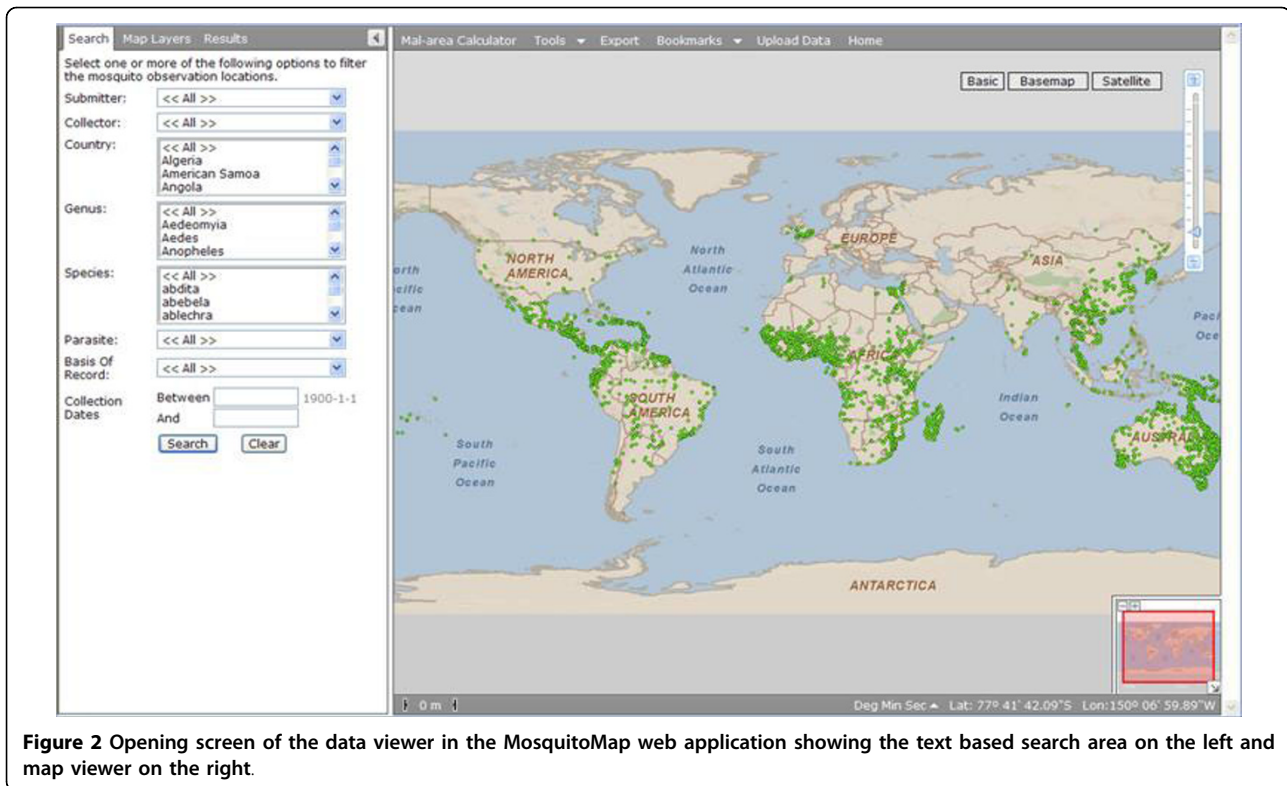 Search Map Layers Results
Select one or more of the following options to filter
the mosquito observation locations.
Submitter: << All >>
Collector: << All >>
Country: << All >>
Algeria
American Samoa
Angola
Genus: << All >>
Aedeomyia
Aedes
Anopheles
Species: << All >>
abdita
abebela
ablechra
Parasite: << All >>
Basis Of
Record: << All >>
Collection
Dates
Between 1900-1-1
And
Search Clear
Mal-area Calculator Tools Export Bookmarks Upload Data Home
Basic Basemap Satellite
EUROPE
ASIA
North
Atlantic
Ocean
NORTH
AMERICA
orth
cific
cean
Paci
Oce
AFRICA
SOUTH
AMERICA
Indian
Ocean
AUSTRAL
South
Pacific
Ocean
South
Atlantic
Ocean
ANTARCTICA
0 m
Deg Min Sec Lat: 77º 41' 42.09"S Lon:150º 06' 59.89"W
Figure 2 Opening screen of the data viewer in the MosquitoMap web application showing the text based search area on the left and
map viewer on the right.